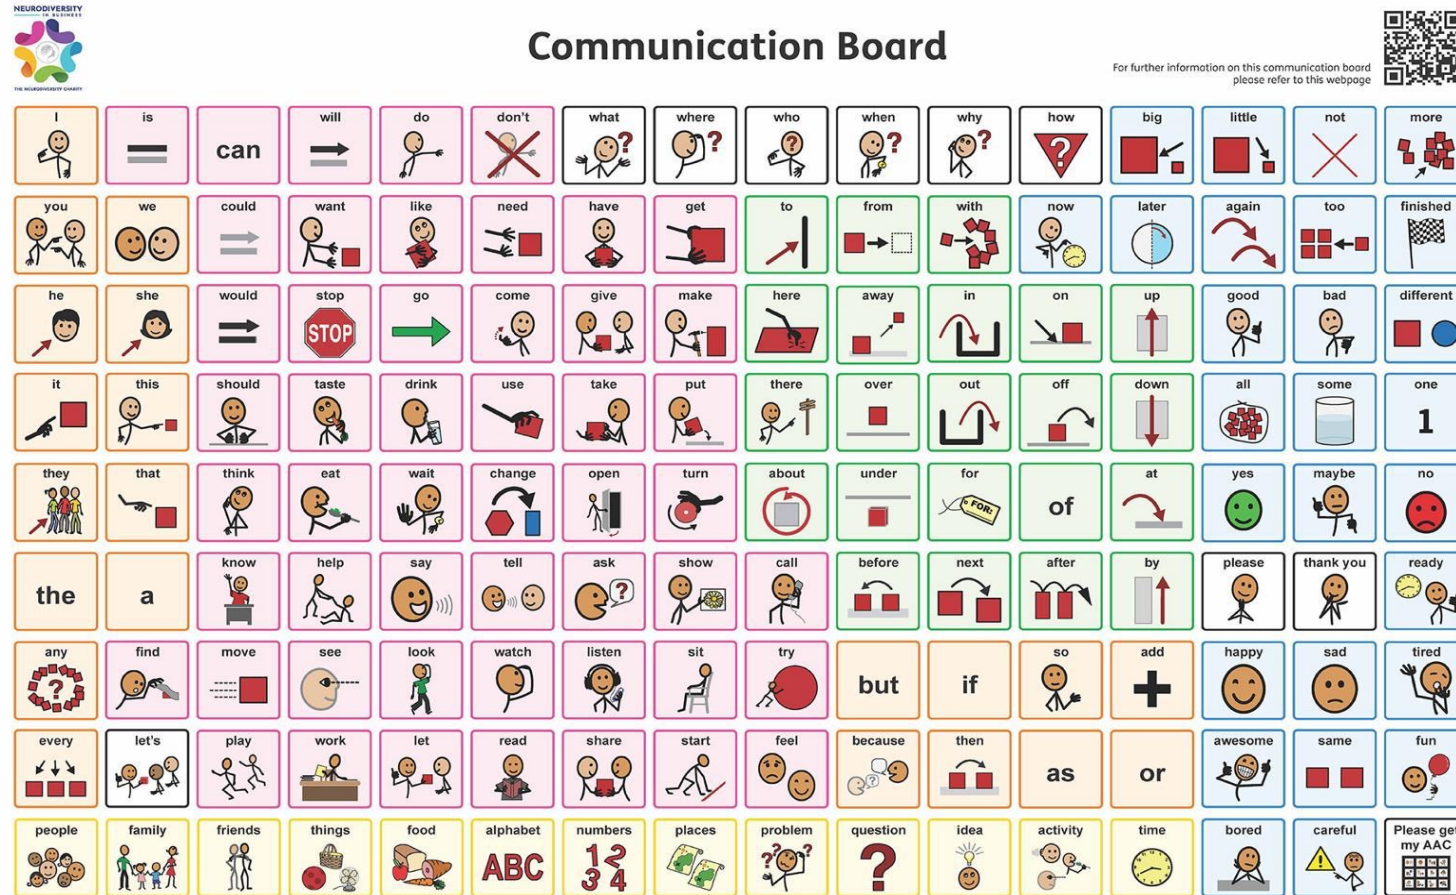 NEURODIVERSITY
IN BUSINESS
THE NEURODIVERSITY CHARITY
Communication Board
For further information on this communication board
please refer to this webpage
I is can will do don't what where who when why how big little not more
you we could want like need have get to from with now later again too finished
he she would stop go come give make here away in on up good bad different
STOP
it this should taste drink use take put there over out off down all some one
1
they that think eat wait change open turn about under for of at yes maybe no
FOR:
the a know help say tell ask show call before next after by please thank you ready
any find move see look watch listen sit try but if so add happy sad tired
every let's play work let read share start feel because then as or awesome same fun
people family friends things food alphabet numbers places problem question idea activity time bored careful Please get
my AAC
ABC 1 2
3 4